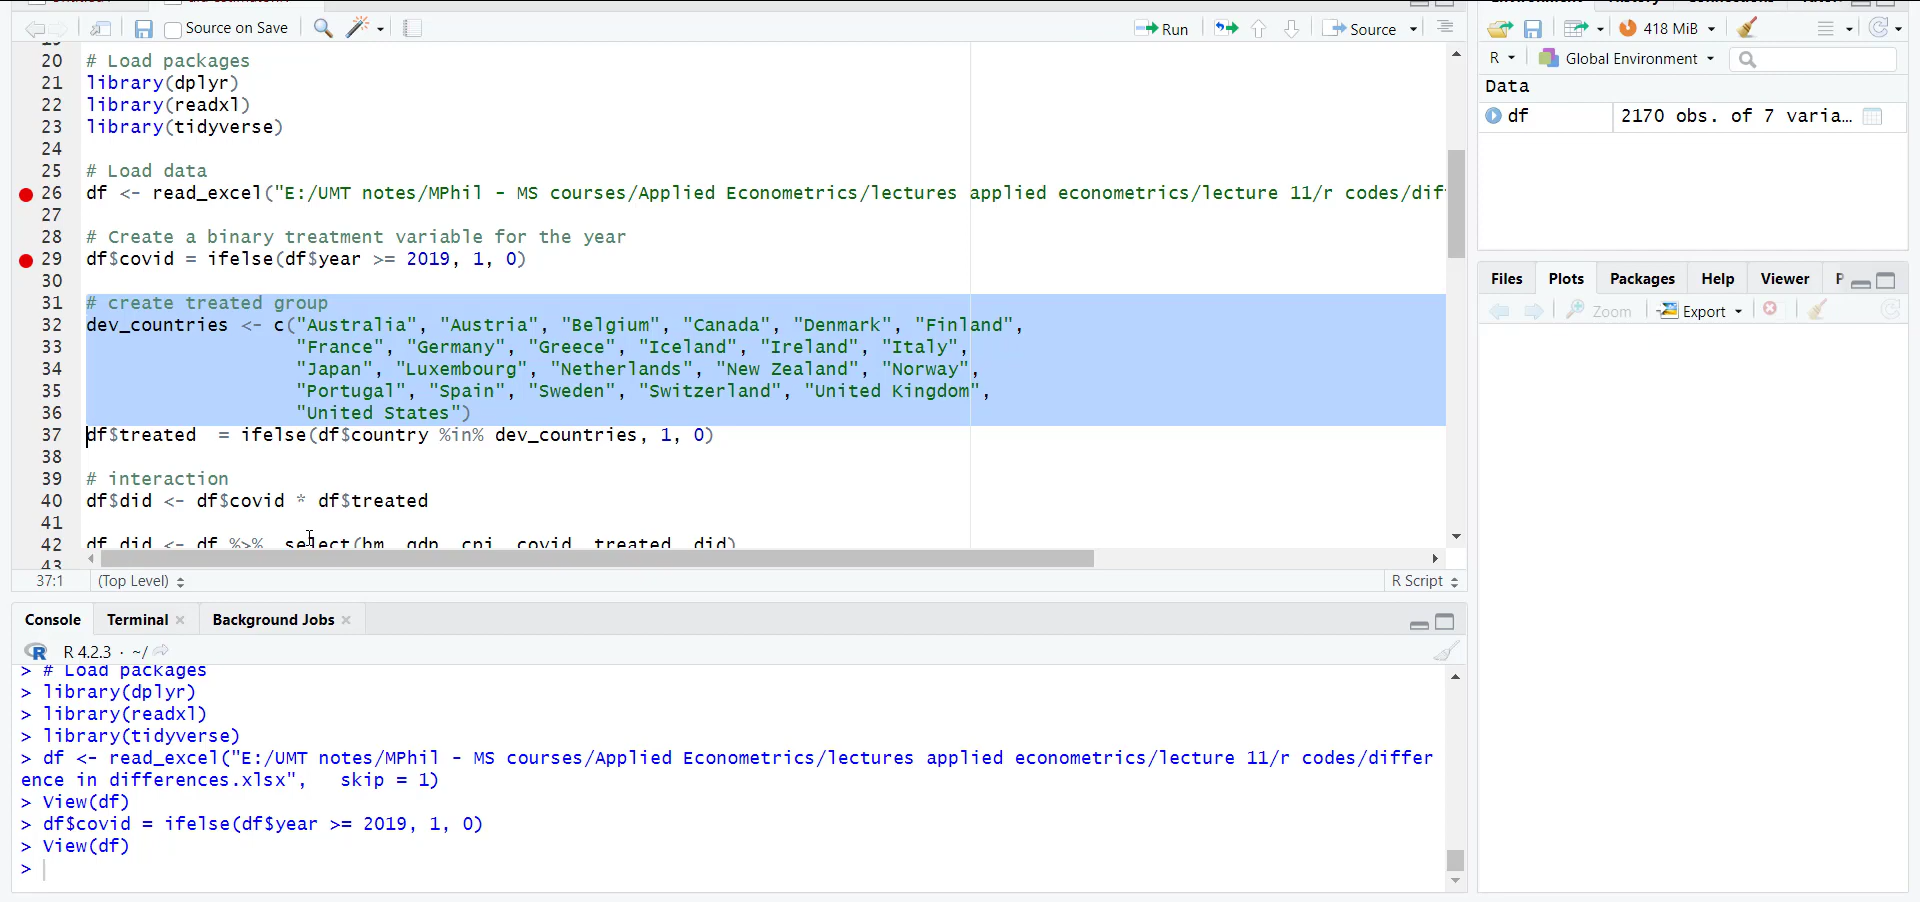 Source on Save
Run
Source
20 # Load packages
21 library(dplyr)
22 library(readxl)
23 library(tidyverse)
24
25 # Load data
26 df <- read_excel("E:/UMT notes/MPhil - MS courses/Applied Econometrics/lectures applied econometrics/lecture 11/r codes/dif
27
28 # Create a binary treatment variable for the year
29 df$covid = ifelse(df$year >= 2019, 1, 0)
30
31 # create treated group
32 dev_countries <- c("Australia", "Austria", "Belgium", "Canada", "Denmark", "Finland",
33 "France", "Germany", "Greece", "Iceland", "Ireland", "Italy",
34 "Japan", "Luxembourg", "Netherlands", "New Zealand", "Norway",
35 "Portugal", "Spain", "Sweden", "Switzerland", "United Kingdom",
36 "United States")
37 df$treated  = ifelse(df$country %in% dev_countries, 1, 0)
38
39 # interaction
40 df$did <- df$covid * df$treated
41
42 df_did <- df %>%  select(bm, gdp, cpi, covid, treated, did)
43
37:1 (Top Level) R Script
Console Terminal Background Jobs
R 4.2.3 · ~/
> # Load packages
> library(dplyr)
> library(readxl)
> library(tidyverse)
> df <- read_excel("E:/UMT notes/MPhil - MS courses/Applied Econometrics/lectures applied econometrics/lecture 11/r codes/differ
ence in differences.xlsx",   skip = 1)
> View(df)
> df$covid = ifelse(df$year >= 2019, 1, 0)
> View(df)
>
418 MiB
R Global Environment
Data
df 2170 obs. of 7 varia…
Files Plots Packages Help Viewer P
Zoom Export